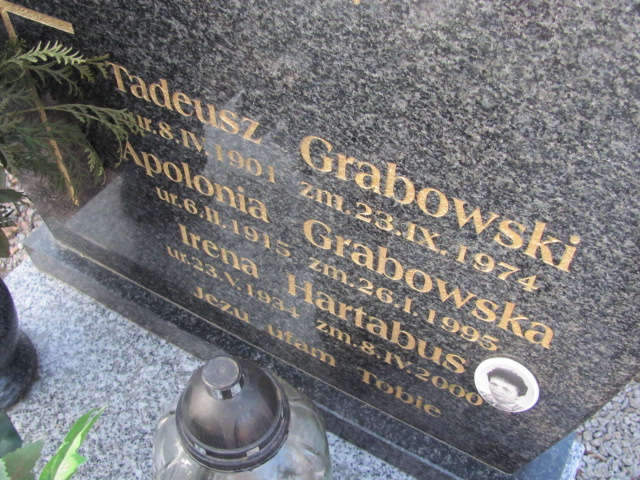 Tadeusz Grabowski
ur.8.IV.1901 zm.23.IX.1974
Apolonia Grabowska
ur.6.II.1915 zm.26.I.1995
Irena Hartabus
ur.23.V.1934 zm.8.IV.2000
Jezu ufam Tobie